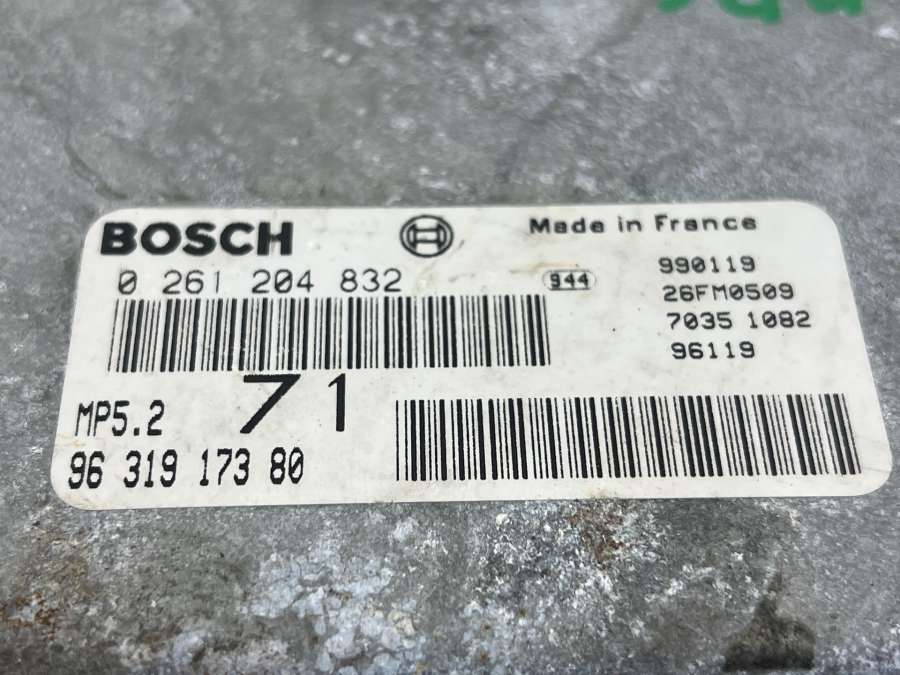 BOSCH
Made in France
0 261 204 832
944
990119
26FM0509
7035 1082
96119
MP5.2
71
96 319 173 80